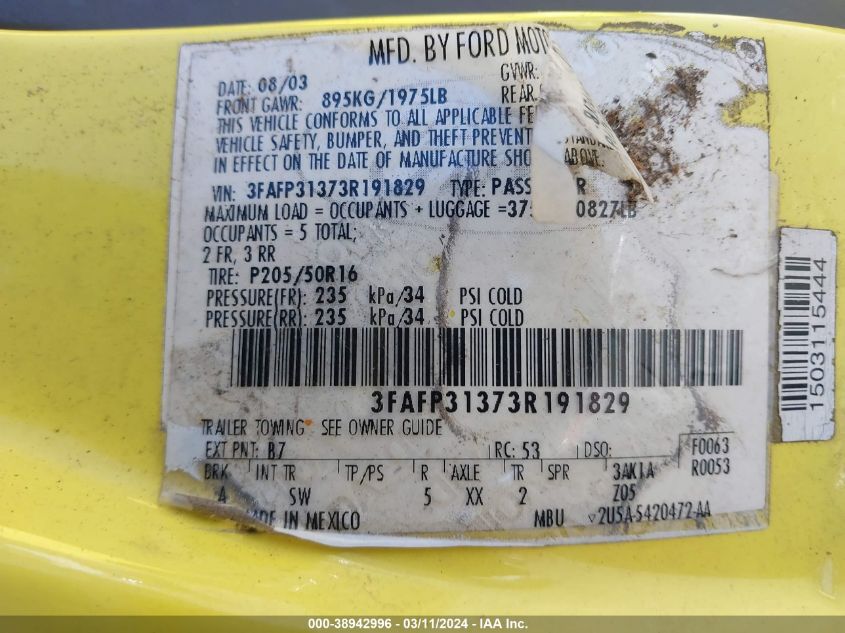 MFD. BY FORD MOT
DATE: 08/03 GVWR:
FRONT GAWR: 895KG/1975LB REAR
THIS VEHICLE CONFORMS TO ALL APPLICABLE FE
VEHICLE SAFETY, BUMPER, AND THEFT PREVENT STANDARD
IN EFFECT ON THE DATE OF MANUFACTURE SHO ABOVE.
VIN: 3FAFP31373R191829 TYPE: PASS R
MAXIMUM LOAD = OCCUPANTS + LUGGAGE =37 0827LB
OCCUPANTS = 5 TOTAL;
2 FR, 3 RR
TIRE: P205/50R16
PRESSURE(FR): 235 kPa/34 PSI COLD
PRESSURE(RR): 235 kPa/34 PSI COLD
3FAFP31373R191829
TRAILER TOWING - SEE OWNER GUIDE
EXT PNT: B7 RC: 53 DSO: F0063
R0053
BRK INT TR TP/PS R AXLE TR SPR 3AK1A
A SW 5 XX 2 Z05
MADE IN MEXICO MBU 2U5A-5420472-AA
1503115444
000-38942996 - 03/11/2024 - IAA Inc.